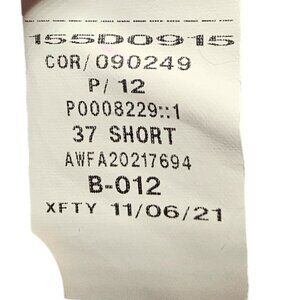 155D0915
COR/090249
P/ 12
P0008229::1
37 SHORT
AWFA20217694
B-012
XFTY 11/06/21